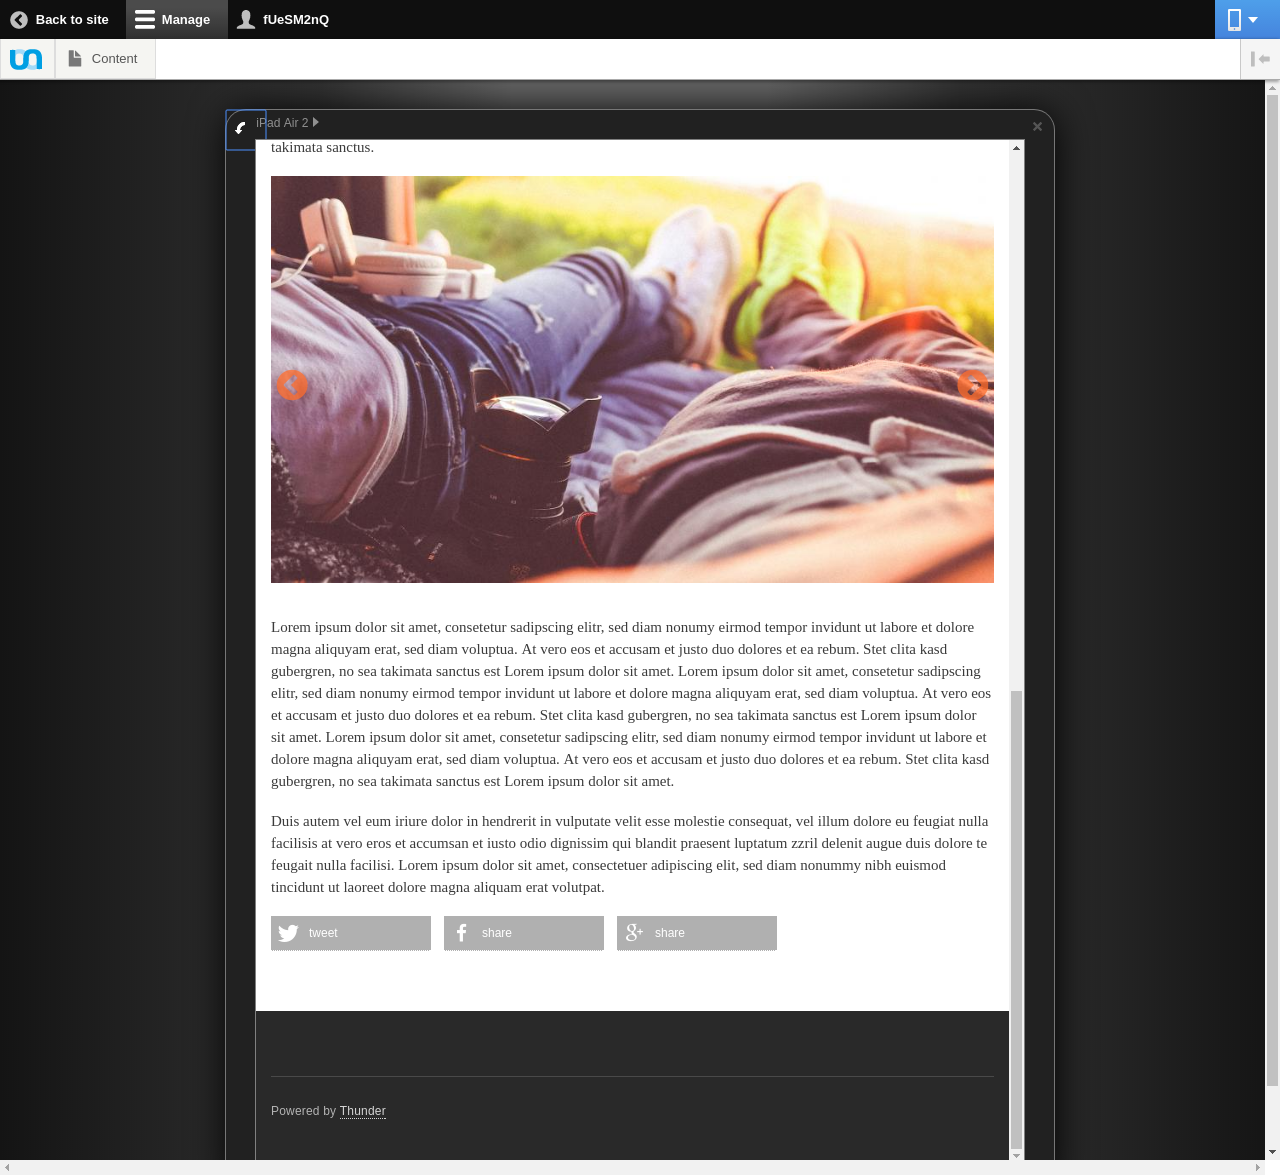 Back to site
Manage
fUeSM2nQ
Content
iPad Air 2
takimata sanctus.
Lorem ipsum dolor sit amet, consetetur sadipscing elitr, sed diam nonumy eirmod tempor invidunt ut labore et dolore
magna aliquyam erat, sed diam voluptua. At vero eos et accusam et justo duo dolores et ea rebum. Stet clita kasd
gubergren, no sea takimata sanctus est Lorem ipsum dolor sit amet. Lorem ipsum dolor sit amet, consetetur sadipscing
elitr, sed diam nonumy eirmod tempor invidunt ut labore et dolore magna aliquyam erat, sed diam voluptua. At vero eos
et accusam et justo duo dolores et ea rebum. Stet clita kasd gubergren, no sea takimata sanctus est Lorem ipsum dolor
sit amet. Lorem ipsum dolor sit amet, consetetur sadipscing elitr, sed diam nonumy eirmod tempor invidunt ut labore et
dolore magna aliquyam erat, sed diam voluptua. At vero eos et accusam et justo duo dolores et ea rebum. Stet clita kasd
gubergren, no sea takimata sanctus est Lorem ipsum dolor sit amet.
Duis autem vel eum iriure dolor in hendrerit in vulputate velit esse molestie consequat, vel illum dolore eu feugiat nulla
facilisis at vero eros et accumsan et iusto odio dignissim qui blandit praesent luptatum zzril delenit augue duis dolore te
feugait nulla facilisi. Lorem ipsum dolor sit amet, consectetuer adipiscing elit, sed diam nonummy nibh euismod
tincidunt ut laoreet dolore magna aliquam erat volutpat.
tweet
share
share
Powered by Thunder